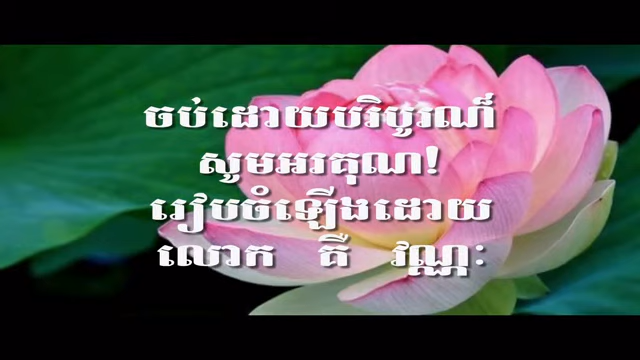 ចប់ដោយបរិបូរណ៍
សូមអរគុណ!
រៀបចំឡើងដោយ
លោក គី វណ្ណៈ